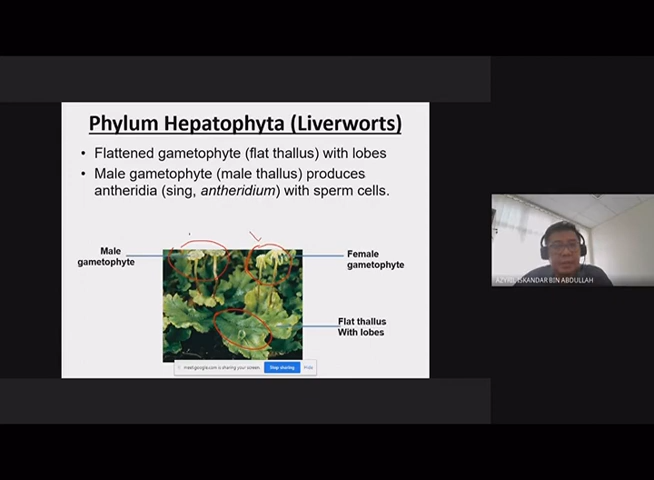 Phylum Hepatophyta (Liverworts)
• Flattened gametophyte (flat thallus) with lobes
• Male gametophyte (male thallus) produces
antheridia (sing, antheridium) with sperm cells.
Male
gametophyte
Female
gametophyte
Flat thallus
With lobes
meet.google.com is sharing your screen.
Stop sharing
Hide
AZYRIL ISKANDAR BIN ABDULLAH